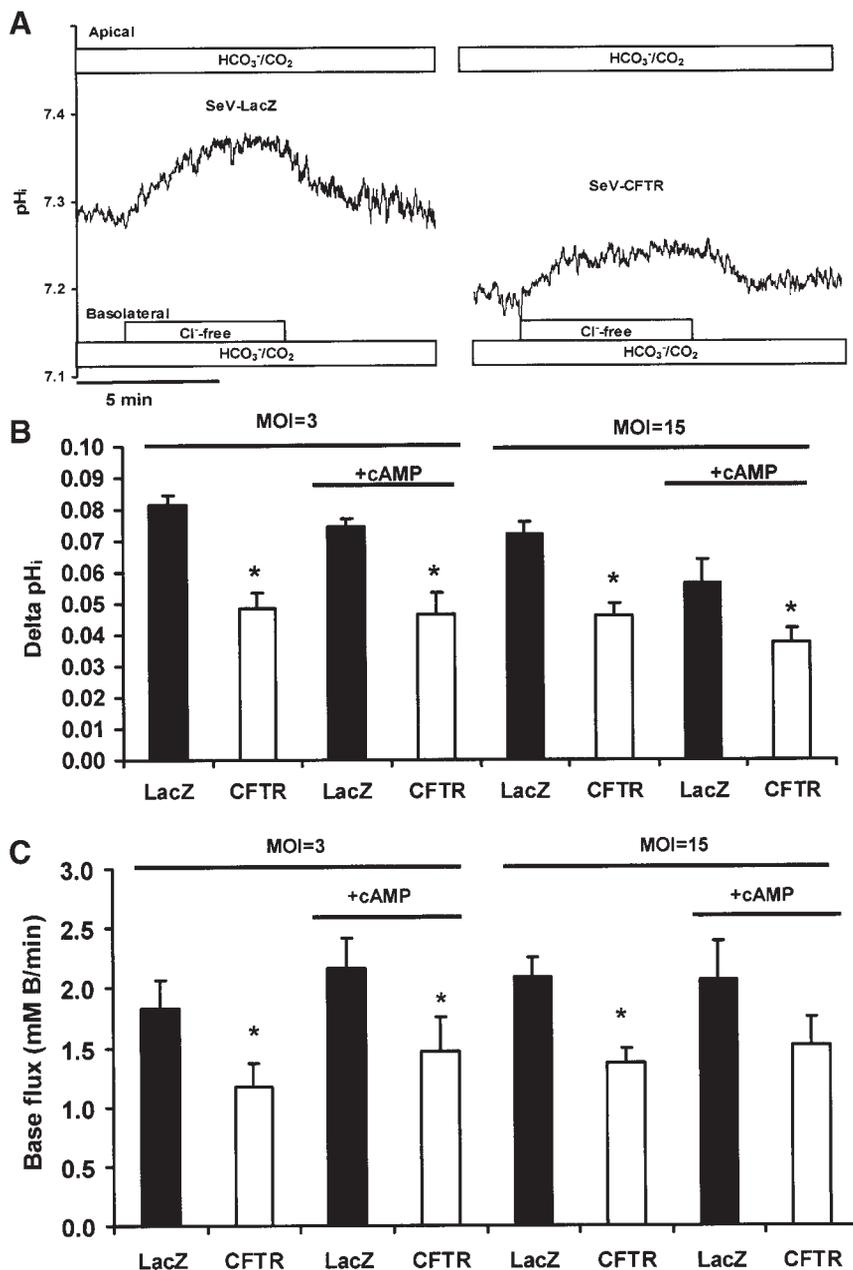 A
Apical
HCO₃⁻/CO₂
HCO₃⁻/CO₂
SeV-LacZ
SeV-CFTR
7.4
7.3
7.2
7.1
pHi
Basolateral
Cl⁻-free
HCO₃⁻/CO₂
Cl⁻-free
HCO₃⁻/CO₂
5 min
B
MOI=3
MOI=15
+cAMP
+cAMP
0.10
0.09
0.08
0.07
0.06
0.05
0.04
0.03
0.02
0.01
0.00
Delta pHi
* * * *
LacZ CFTR LacZ CFTR LacZ CFTR LacZ CFTR
C
MOI=3
MOI=15
+cAMP
+cAMP
3.0
2.5
2.0
1.5
1.0
0.5
0.0
Base flux (mM B/min)
* * *
LacZ CFTR LacZ CFTR LacZ CFTR LacZ CFTR